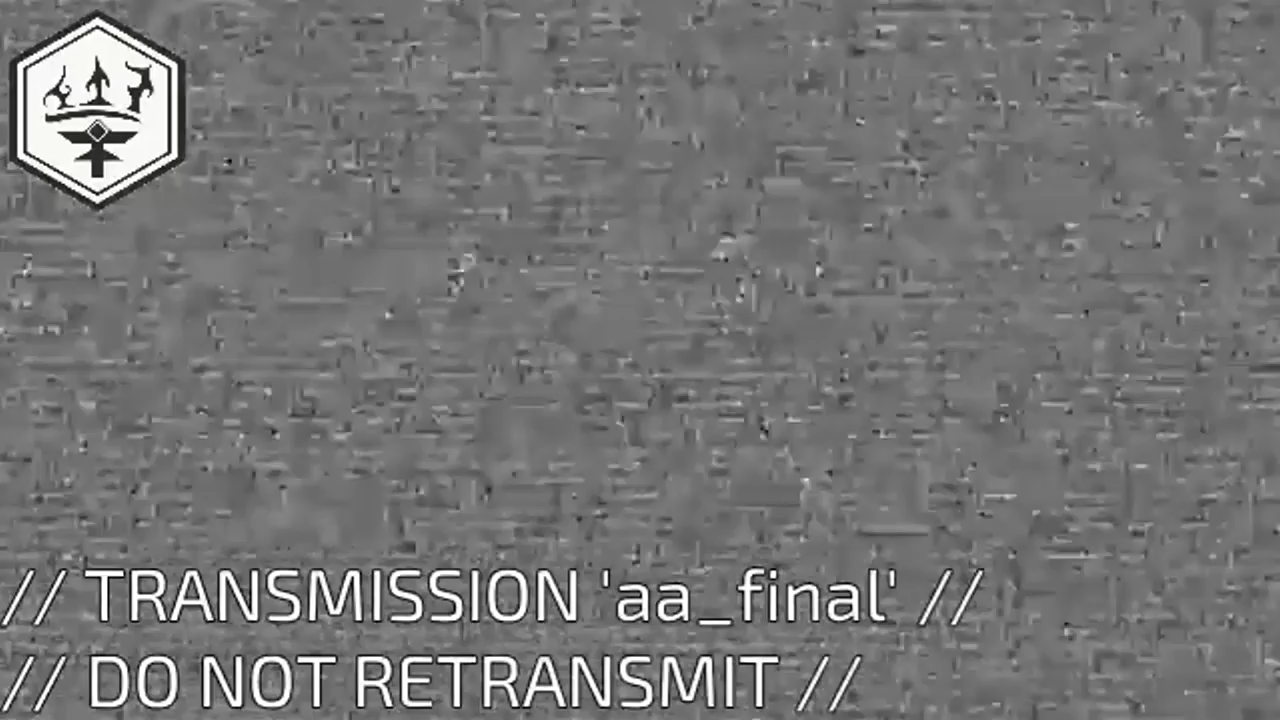 // TRANSMISSION 'aa_final' //
// DO NOT RETRANSMIT //